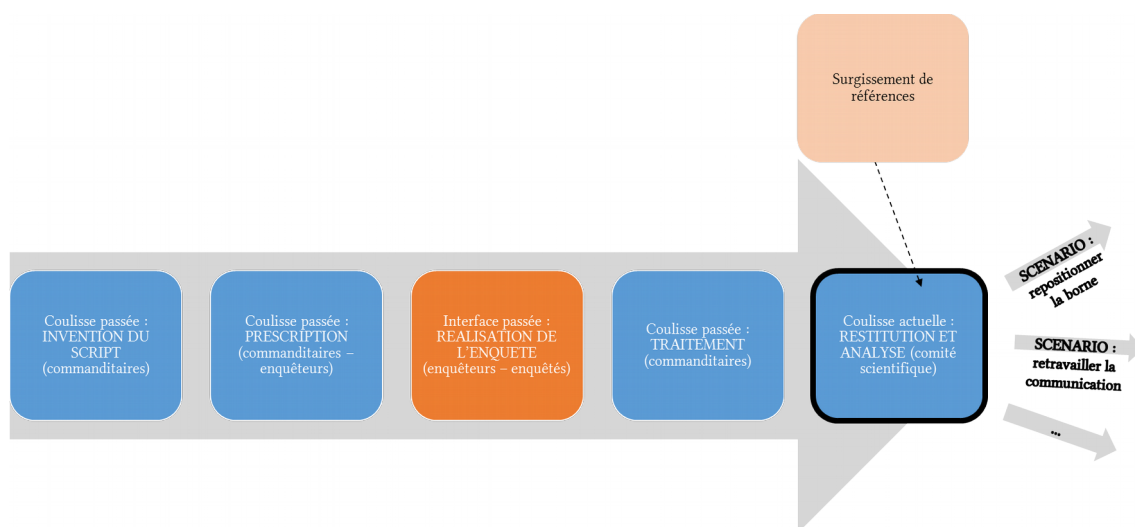 Surgissement de
références
Coulisse passée :
INVENTION DU
SCRIPT
(commanditaires)
Coulisse passée :
PRESCRIPTION
(commanditaires –
enquêteurs)
Interface passée :
REALISATION DE
L'ENQUETE
(enquêteurs – enquêtés)
Coulisse passée :
TRAITEMENT
(commanditaires)
Coulisse actuelle :
RESTITUTION ET
ANALYSE (comité
scientifique)
SCENARIO :
repositionner
la borne
SCENARIO :
retravailler la
communication
...